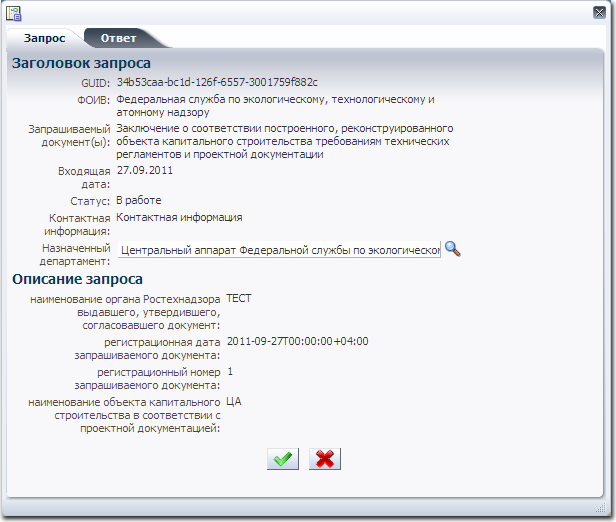 Запрос Ответ
Заголовок запроса
GUID: 34b53caa-bc1d-126f-6557-3001759f882c
ФОИВ: Федеральная служба по экологическому, технологическому и
атомному надзору
Запрашиваемый Заключение о соответствии построенного, реконструированного
документ(ы): объекта капитального строительства требованиям технических
регламентов и проектной документации
Входящая 27.09.2011
дата:
Статус: В работе
Контактная Контактная информация
информация:
Назначенный
департамент: Центральный аппарат Федеральной службы по экологическом
Описание запроса
наименование органа Ростехнадзора ТЕСТ
выдавшего, утвердившего,
согласовавшего документ:
регистрационная дата 2011-09-27T00:00:00+04:00
запрашиваемого документа:
регистрационный номер 1
запрашиваемого документа:
наименование объекта капитального ЦА
строительства в соответствии с
проектной документацией: